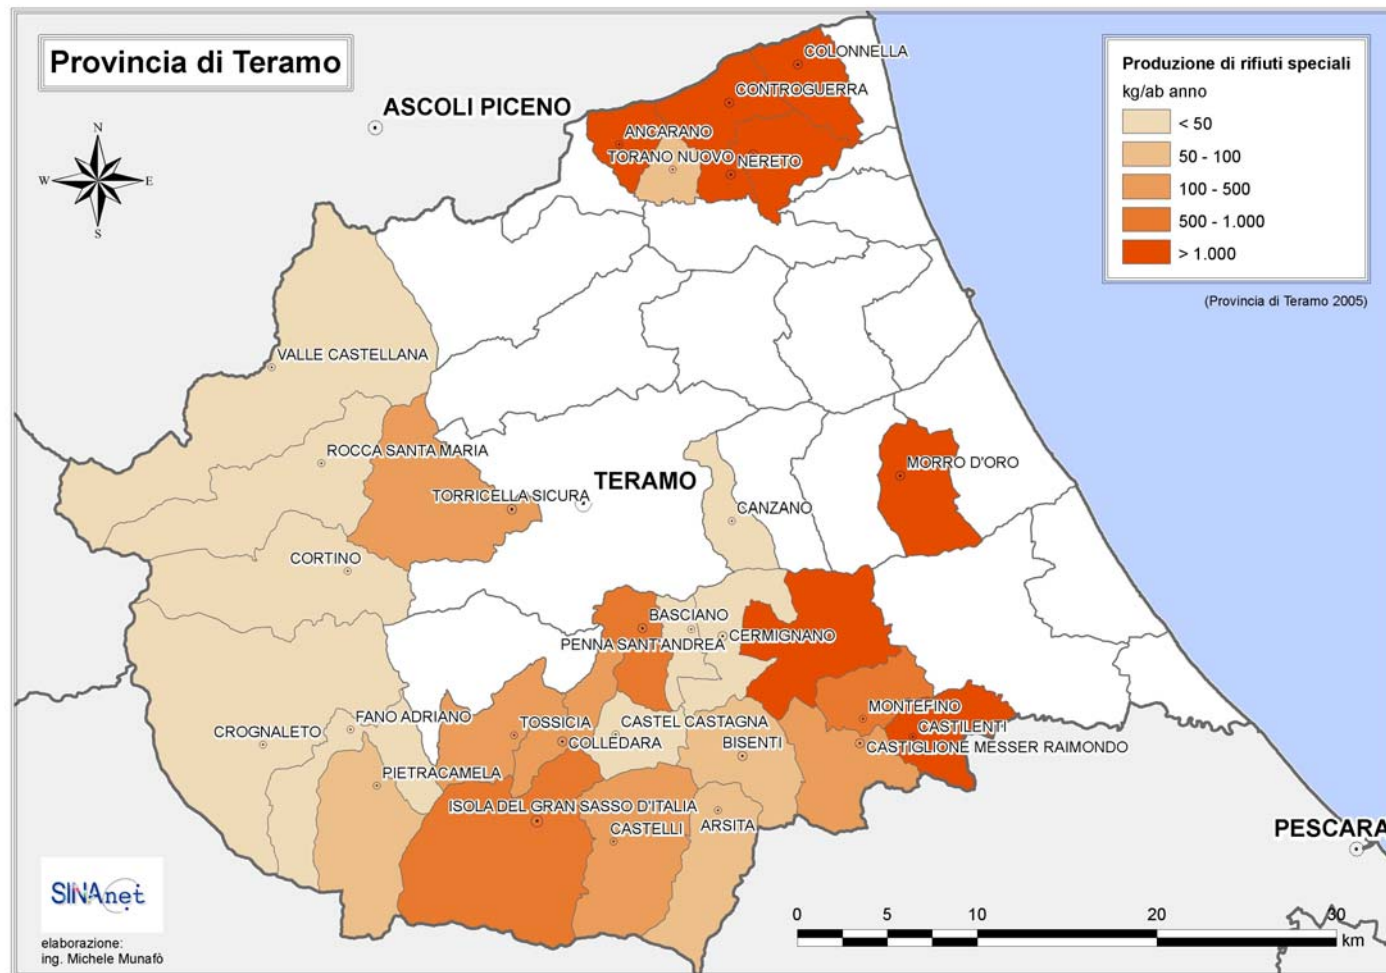 Provincia di Teramo
ASCOLI PICENO
N
W
E
S
COLONNELLA
CONTROGUERRA
ANCARANO
TORANO NUOVO
NERETO
Produzione di rifiuti speciali
kg/ab anno
< 50
50 - 100
100 - 500
500 - 1.000
> 1.000
(Provincia di Teramo 2005)
VALLE CASTELLANA
ROCCA SANTA MARIA
TORRICELLA SICURA
TERAMO
MORRO D'ORO
CANZANO
CORTINO
BASCIANO
PENNA SANT'ANDREA
CERMIGNANO
FANO ADRIANO
CROGNALETO
TOSSICIA
COLLEDARA
CASTEL CASTAGNA
BISENTI
MONTEFINO
CASTILENTI
CASTIGLIONE MESSER RAIMONDO
PIETRACAMELA
ISOLA DEL GRAN SASSO D'ITALIA
CASTELLI
ARSITA
PESCARA
SINAnet
elaborazione:
ing. Michele Munafò
0 5 10 20 30
km